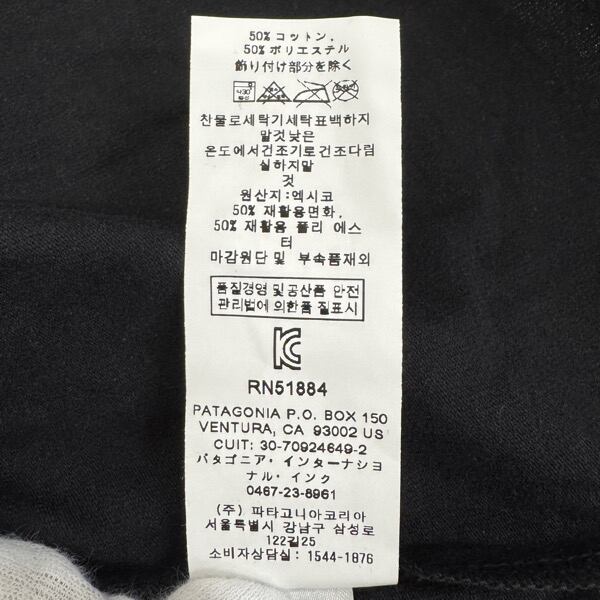 50% コットン,
50% ポリエステル
飾り付け部分を除く
찬물로세탁기세탁표백하지
말것낮은
온도에서건조기로건조다림
실하지말
것
원산지:엑시코
50% 재활용면화,
50% 재활용 폴리 에스
터
마감원단 및 부속품재외
품질경영 및 공산품 안전
관리법에 의한품 질표시
RN51884
PATAGONIA P.O. BOX 150
VENTURA, CA 93002 US
CUIT: 30-70924649-2
パタゴニア・インターナショ
ナル・インク
0467-23-8961
(주) 파타고니아코리아
서울특별시 강남구 삼성로
122길25
소비자상담실: 1544-1876